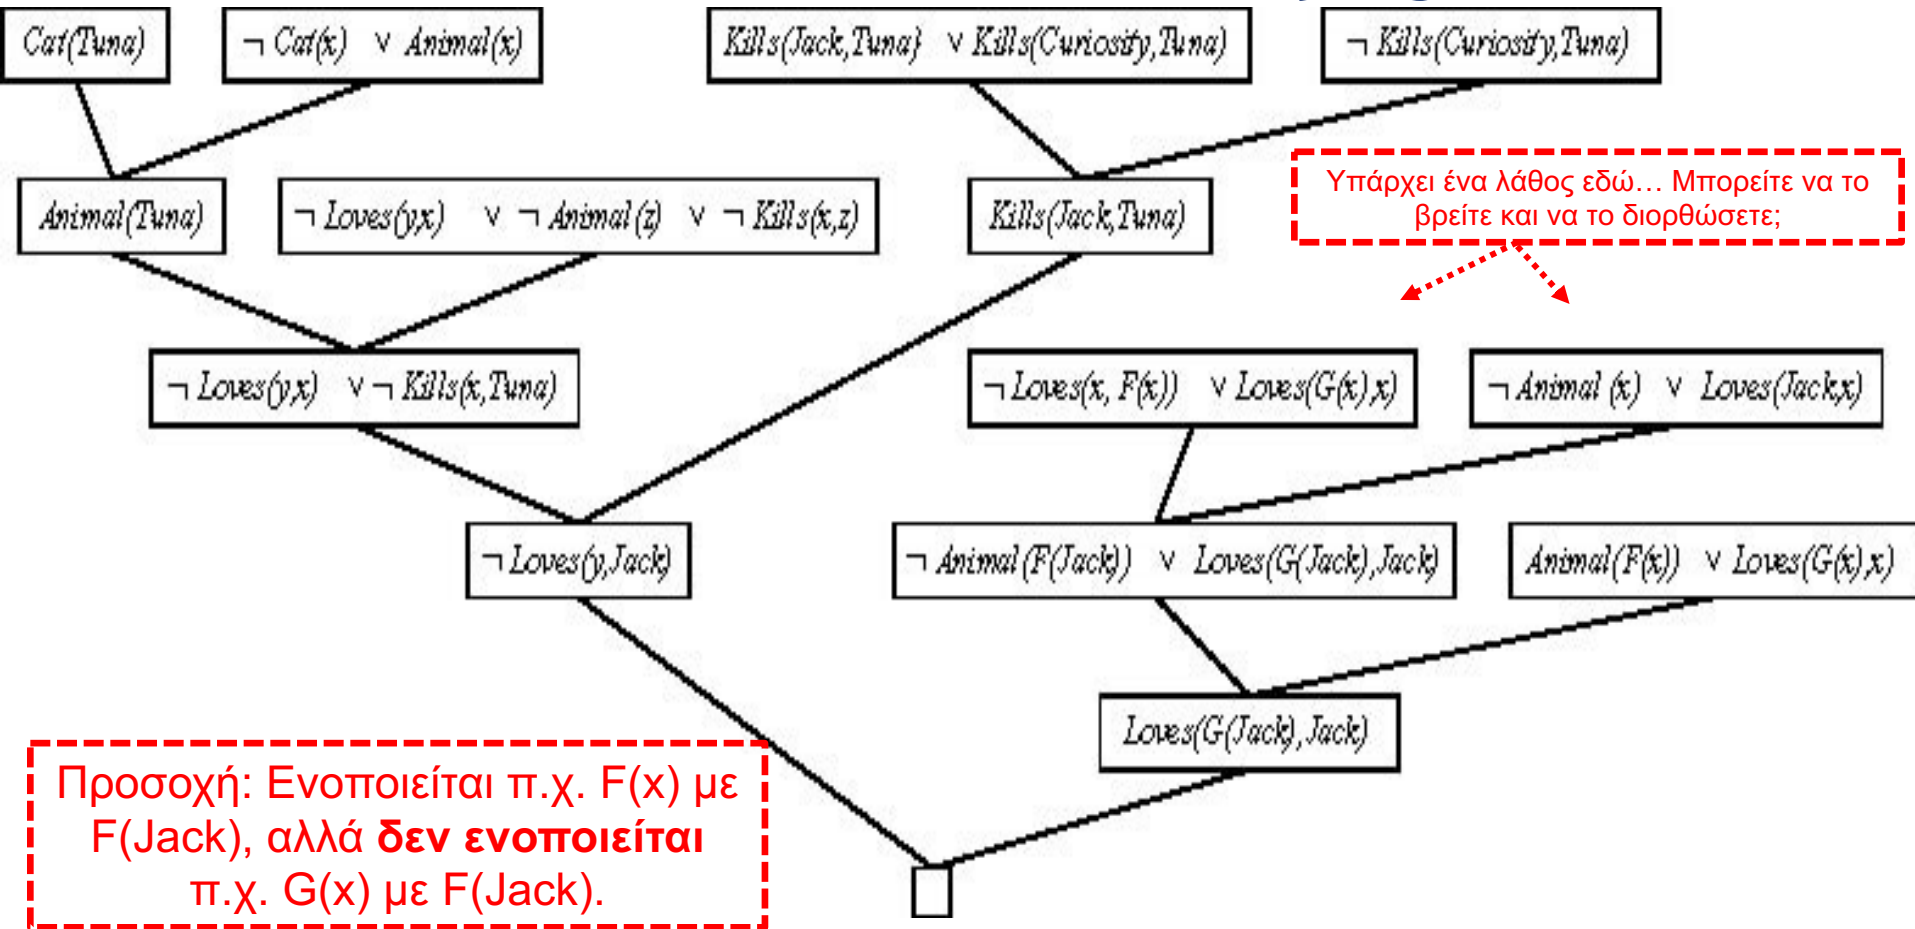 Cat(Tuna)
¬ Cat(x) ∨ Animal(x)
Kills(Jack,Tuna} ∨ Kills(Curiosity,Tuna)
¬ Kills(Curiosity,Tuna)
Υπάρχει ένα λάθος εδώ… Μπορείτε να το
βρείτε και να το διορθώσετε;
Animal(Tuna)
¬ Loves(y,x) ∨ ¬ Animal(z) ∨ ¬ Kills(x,z)
Kills(Jack,Tuna)
¬ Loves(y,x) ∨ ¬ Kills(x,Tuna)
¬ Loves(x, F(x)) ∨ Loves(G(x),x)
¬ Animal (x) ∨ Loves(Jack,x)
¬ Loves(y,Jack)
¬ Animal(F(Jack)) ∨ Loves(G(Jack),Jack)
Animal(F(x)) ∨ Loves(G(x),x)
Loves(G(Jack),Jack)
Προσοχή: Ενοποιείται π.χ. F(x) με
F(Jack), αλλά δεν ενοποιείται
π.χ. G(x) με F(Jack).